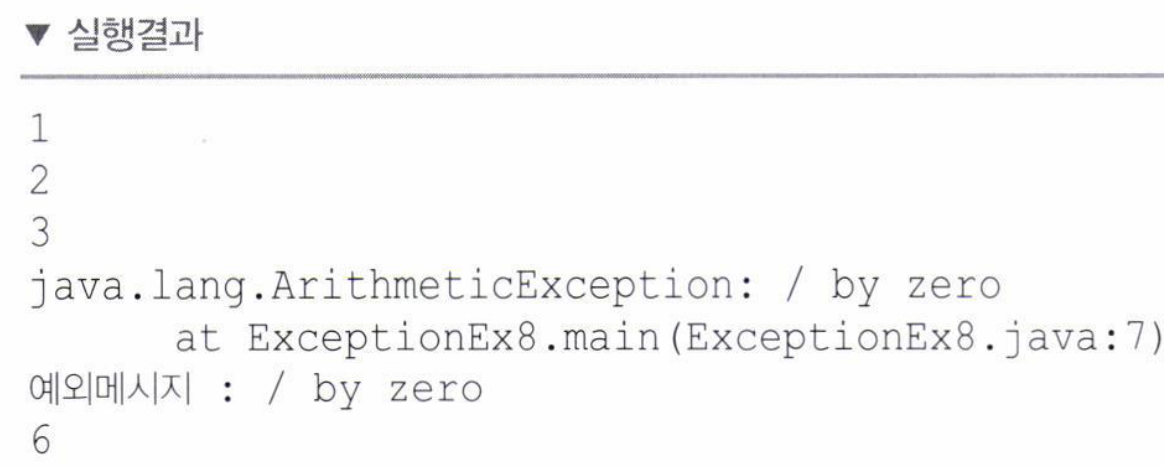 ▼ 실행결과
1
2
3
java.lang.ArithmeticException: / by zero
at ExceptionEx8.main(ExceptionEx8.java:7)
예외메시지 : / by zero
6